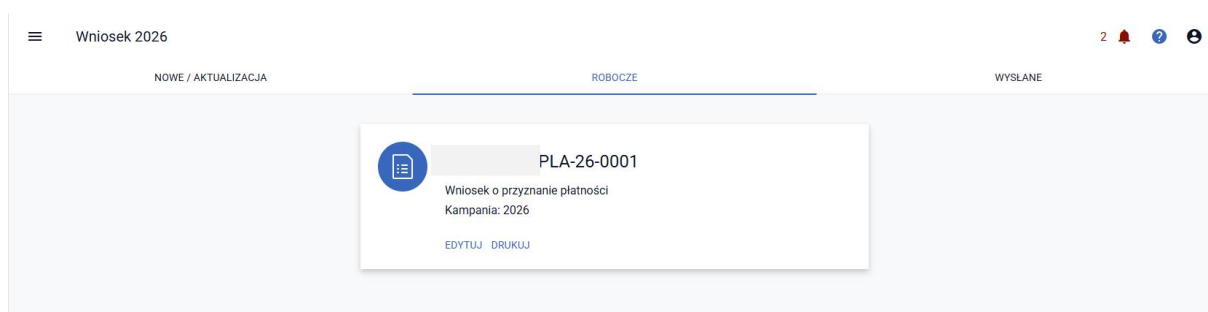 Wniosek 2026
2
NOWE / AKTUALIZACJA
ROBOCZE
WYSŁANE
PLA-26-0001
Wniosek o przyznanie płatności
Kampania: 2026
EDYTUJ DRUKUJ